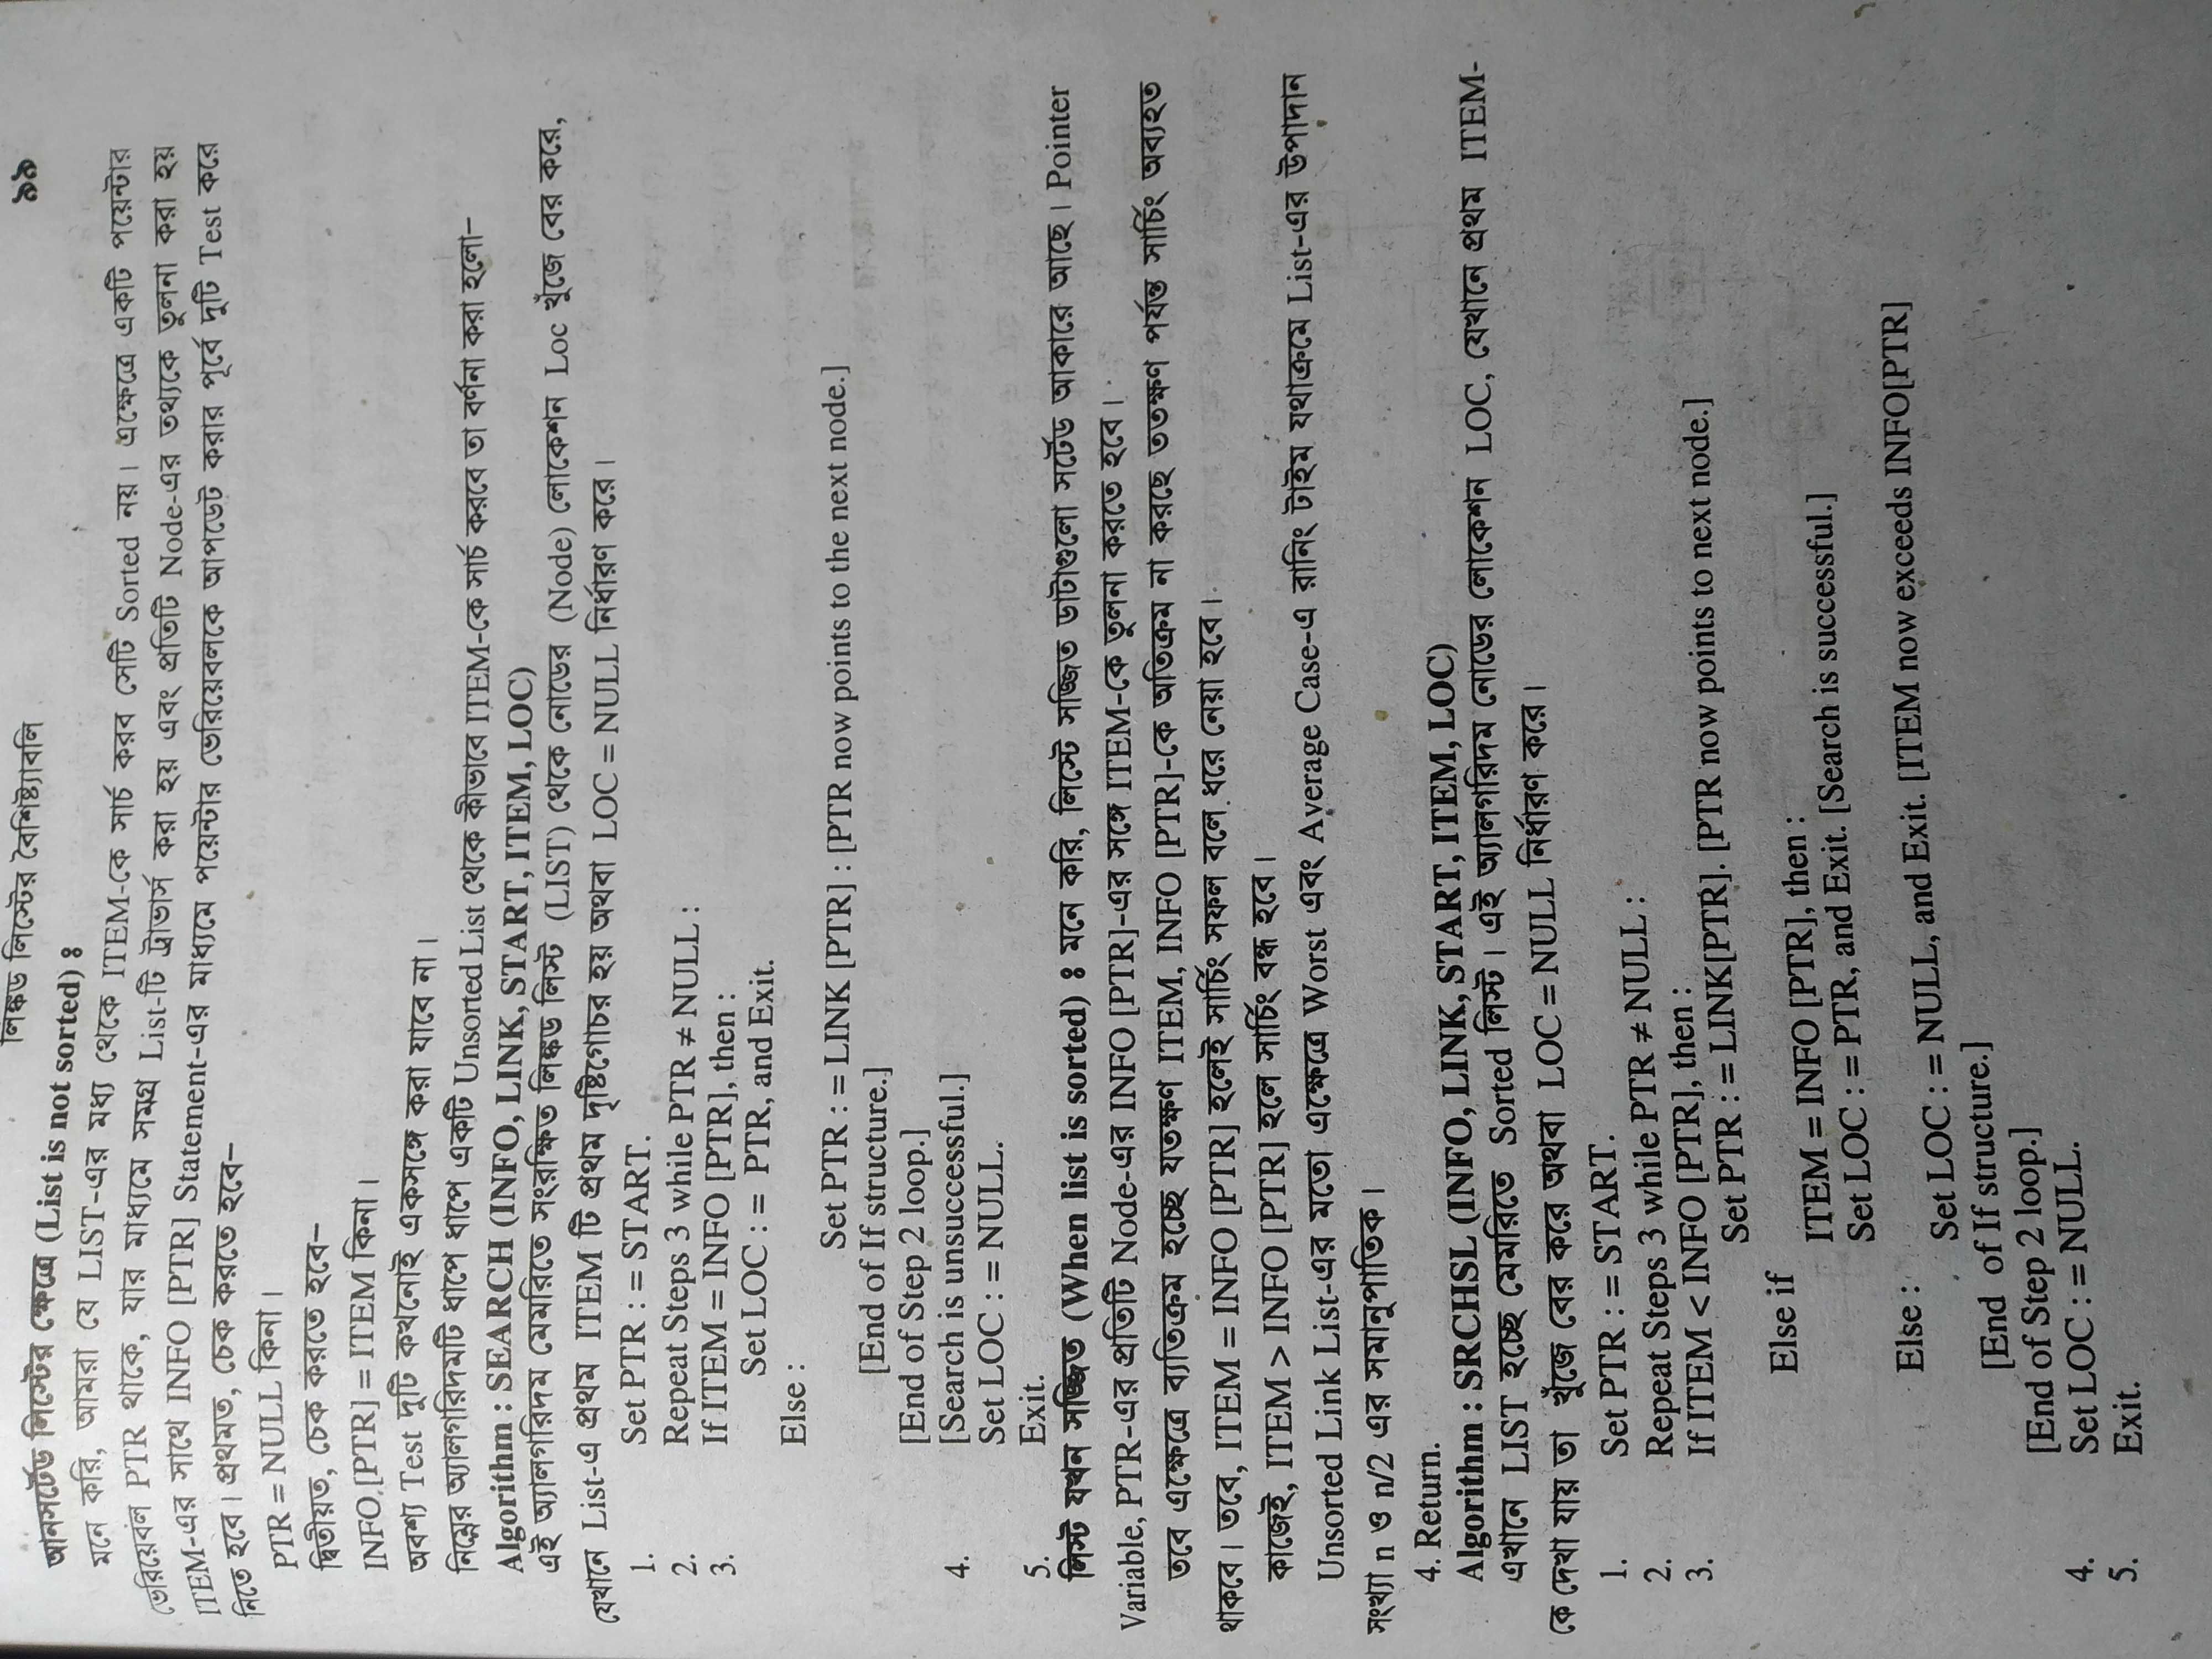 লিঙ্কড লিস্টের বৈশিষ্ট্যাবলি ৯৯
আনসর্টেড লিস্টের ক্ষেত্রে (List is not sorted) ঃ
মনে করি, আমরা যে LIST-এর মধ্য থেকে ITEM-কে সার্চ করব সেটি Sorted নয়। এক্ষেত্রে একটি পয়েন্টার
ভেরিয়েবল PTR থাকে, যার মাধ্যমে সমগ্র List-টি ট্রাভার্স করা হয় এবং প্রতিটি Node-এর তথ্যকে তুলনা করা হয়
ITEM-এর সাথে INFO [PTR] Statement-এর মাধ্যমে পয়েন্টার ভেরিয়েবলকে আপডেট করার পূর্বে দুটি Test করে
নিতে হবে। প্রথমত, চেক করতে হবে–
PTR = NULL কিনা।
দ্বিতীয়ত, চেক করতে হবে–
INFO [PTR] = ITEM কিনা।
অবশ্য Test দুটি কখনোই একসঙ্গে করা যাবে না।
নিম্নের অ্যালগরিদমটি ধাপে ধাপে একটি Unsorted List থেকে কীভাবে ITEM-কে সার্চ করবে তা বর্ণনা করা হলো–
Algorithm : SEARCH (INFO, LINK, START, ITEM, LOC)
এই অ্যালগরিদম মেমরিতে সংরক্ষিত লিঙ্কড লিস্ট (LIST) থেকে নোডের (Node) লোকেশন Loc খুঁজে বের করে,
যেখানে List-এ প্রথম ITEM টি প্রথম দৃষ্টিগোচর হয় অথবা LOC = NULL নির্ধারণ করে।
1. Set PTR : = START.
2. Repeat Steps 3 while PTR ≠ NULL :
3. If ITEM = INFO [PTR], then :
Set LOC : = PTR, and Exit.
Else :
Set PTR : = LINK [PTR] : [PTR now points to the next node.]
[End of If structure.]
[End of Step 2 loop.]
4. [Search is unsuccessful.]
Set LOC : = NULL.
5. Exit.
লিস্ট যখন সজ্জিত (When list is sorted) ঃ মনে করি, লিস্টে সজ্জিত ডাটাগুলো সর্টেড আকারে আছে। Pointer
Variable, PTR-এর প্রতিটি Node-এর INFO [PTR]-এর সঙ্গে ITEM-কে তুলনা করতে হবে।
তবে এক্ষেত্রে ব্যতিক্রম হচ্ছে যতক্ষণ ITEM, INFO [PTR]-কে অতিক্রম না করছে ততক্ষণ পর্যন্ত সার্চিং অব্যহত
থাকবে। তবে, ITEM = INFO [PTR] হলেই সার্চিং সফল বলে ধরে নেয়া হবে।
কাজেই, ITEM > INFO [PTR] হলে সার্চিং বন্ধ হবে।
Unsorted Link List-এর মতো এক্ষেত্রে Worst এবং Average Case-এ রানিং টাইম যথাক্রমে List-এর উপাদান
সংখ্যা n ও n/2 এর সমানুপাতিক।
4. Return.
Algorithm : SRCHSL (INFO, LINK, START, ITEM, LOC)
এখানে LIST হচ্ছে মেমরিতে Sorted লিস্ট। এই অ্যালগরিদম নোডের লোকেশন LOC, যেখানে প্রথম ITEM-
কে দেখা যায় তা খুঁজে বের করে অথবা LOC = NULL নির্ধারণ করে।
1. Set PTR : = START.
2. Repeat Steps 3 while PTR ≠ NULL :
3. If ITEM < INFO [PTR], then :
Set PTR : = LINK[PTR]. [PTR now points to next node.]
Else if
ITEM = INFO [PTR], then :
Set LOC : = PTR, and Exit. [Search is successful.]
Else :
Set LOC : = NULL, and Exit. [ITEM now exceeds INFO[PTR]
[End of If structure.]
[End of Step 2 loop.]
4. Set LOC : = NULL.
5. Exit.